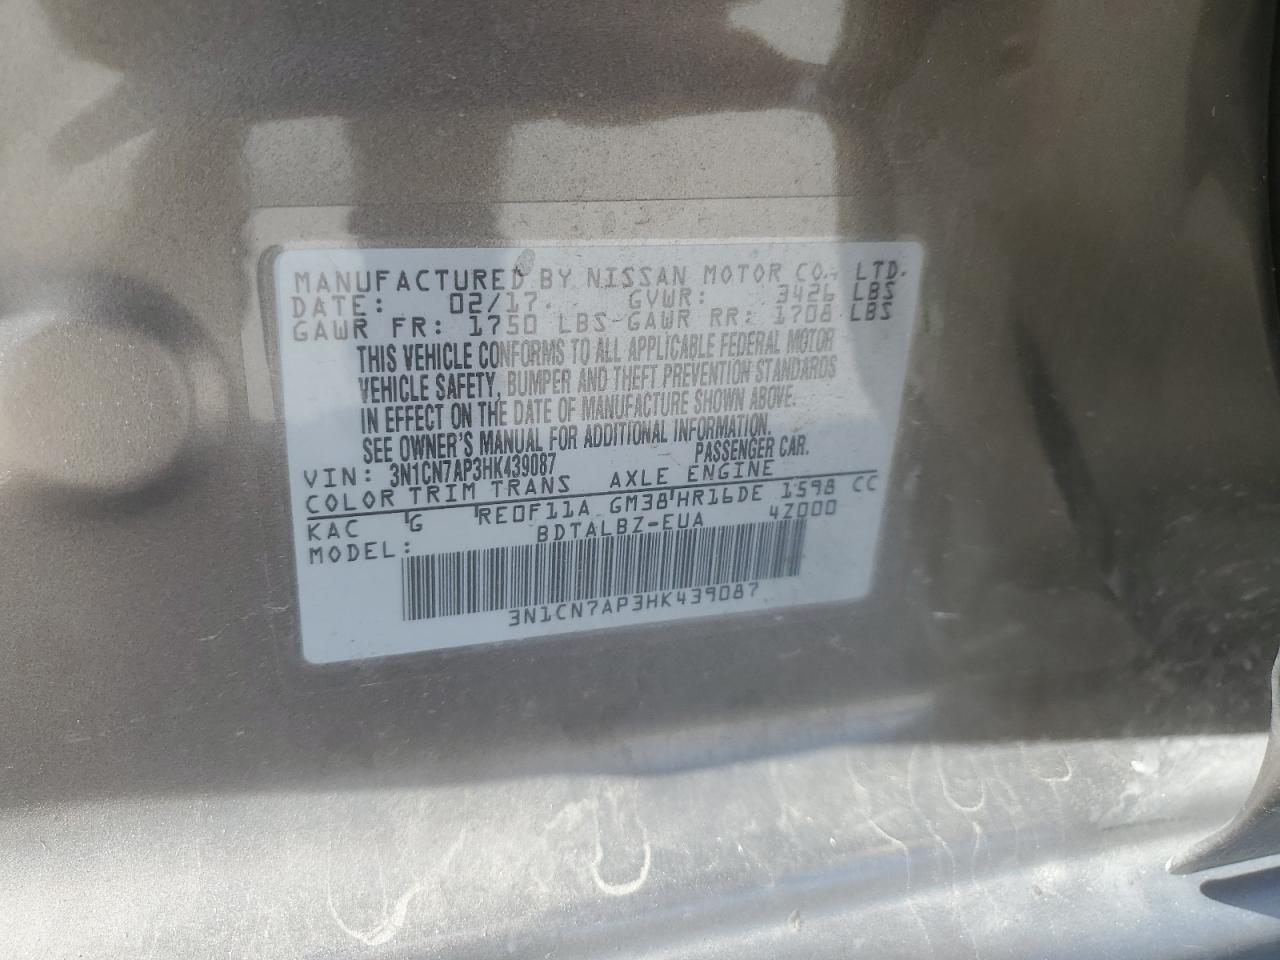 MANUFACTURED BY NISSAN MOTOR CO., LTD.
DATE: 02/17 GVWR: 3426 LBS
GAWR FR: 1750 LBS GAWR RR: 1708 LBS
THIS VEHICLE CONFORMS TO ALL APPLICABLE FEDERAL MOTOR
VEHICLE SAFETY, BUMPER AND THEFT PREVENTION STANDARDS
IN EFFECT ON THE DATE OF MANUFACTURE SHOWN ABOVE.
SEE OWNER'S MANUAL FOR ADDITIONAL INFORMATION.
VIN: 3N1CN7AP3HK439087 PASSENGER CAR.
COLOR TRIM TRANS AXLE ENGINE
KAC G RE0F11A GM38 HR16DE 1598 CC
MODEL: BDTALBZ-EUA 4Z000
3N1CN7AP3HK439087